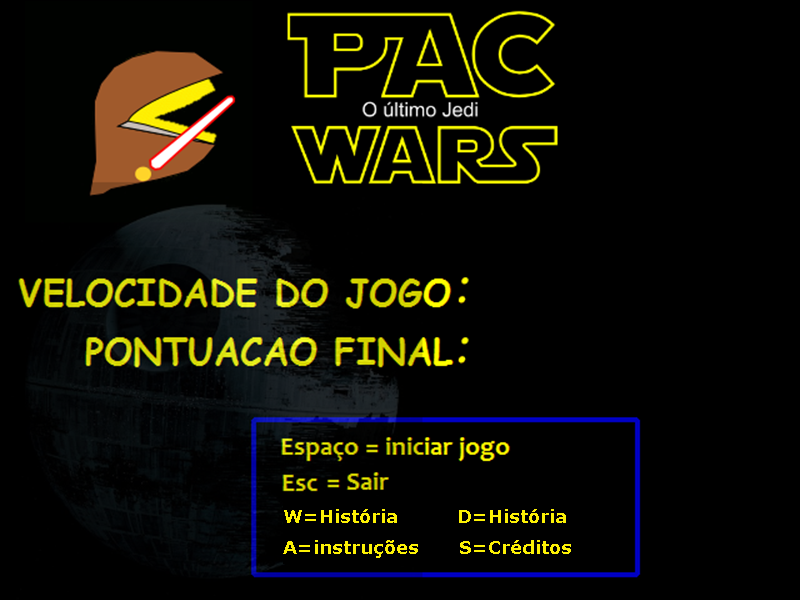 PAC
O último Jedi
WARS
VELOCIDADE DO JOGO:
PONTUACAO FINAL:
Espaço = iniciar jogo
Esc = Sair
W=História D=História
A=instruções S=Créditos